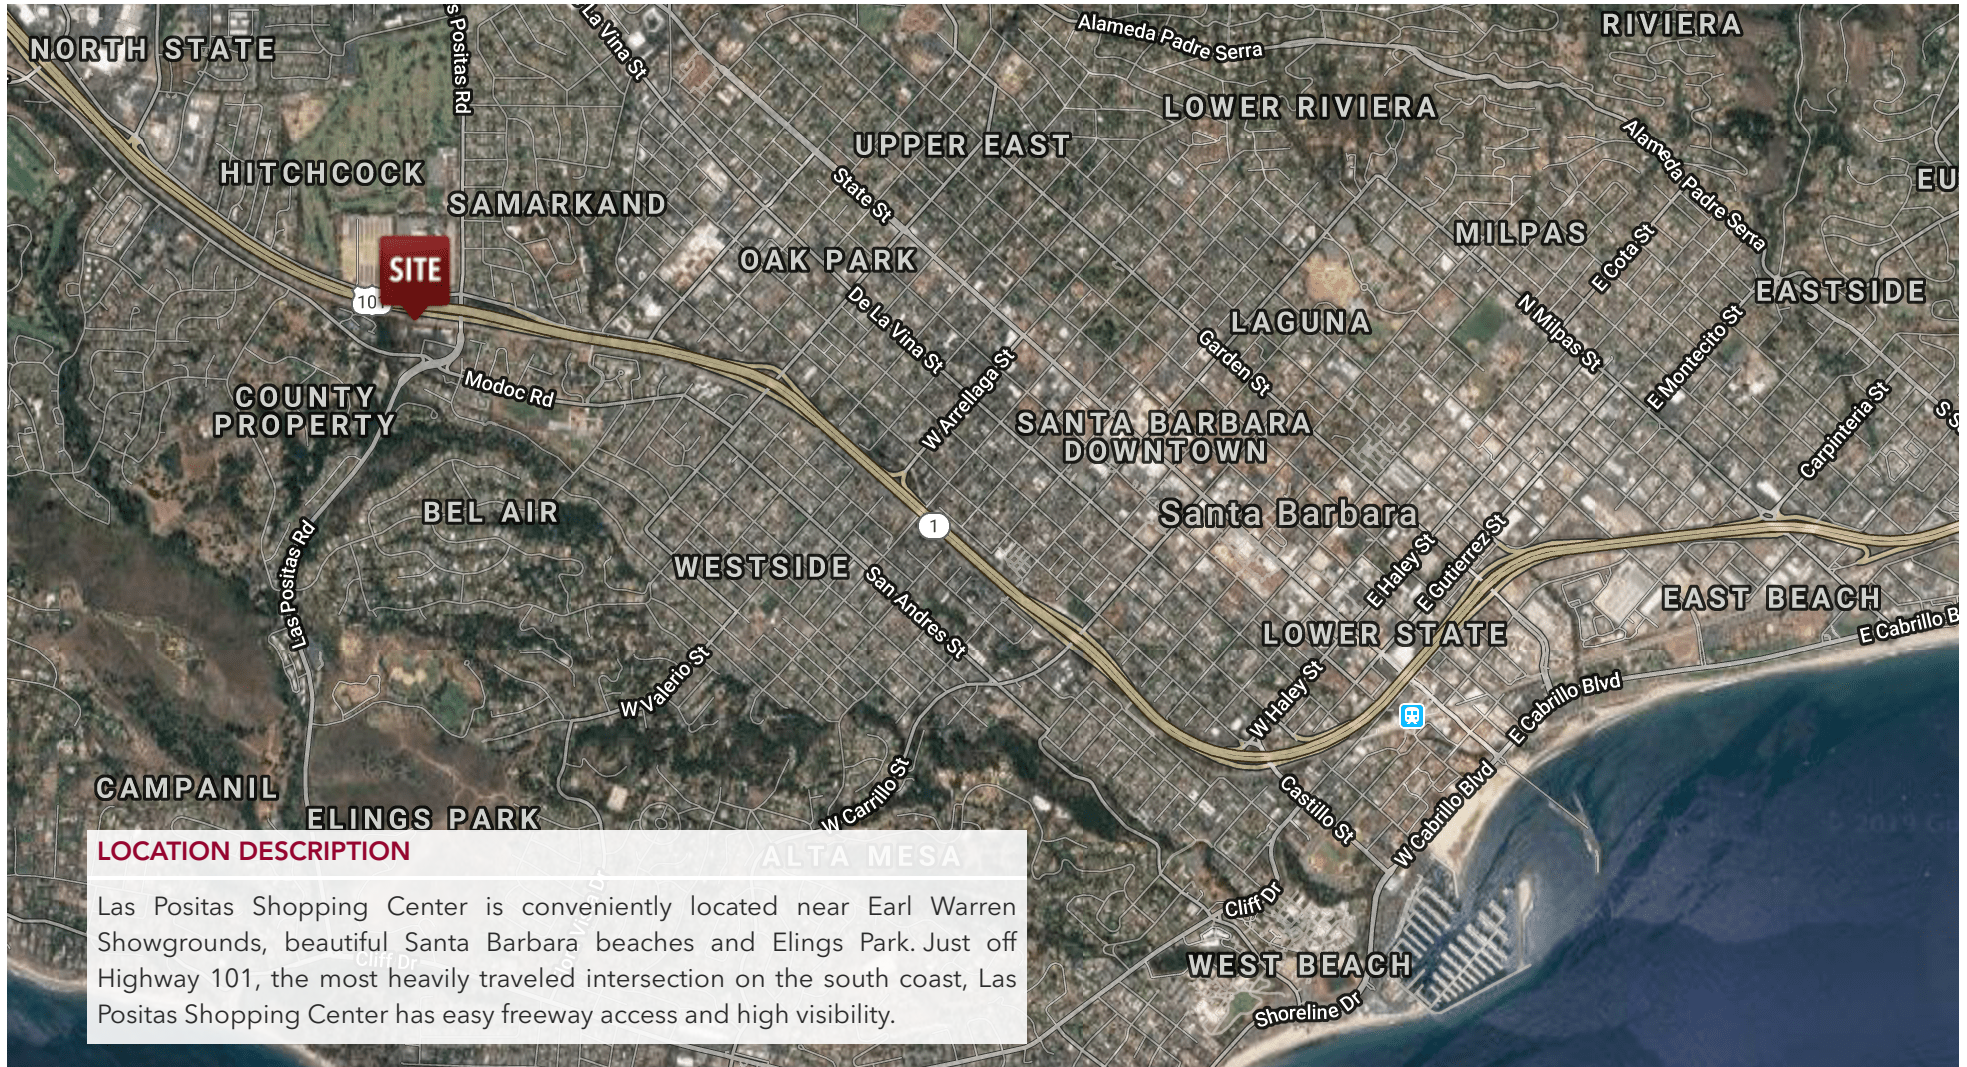 RIVIERA
Alameda Padre Serra
NORTH STATE
s Positas Rd
La Vina St
LOWER RIVIERA
UPPER EAST
Alameda Padre Serra
HITCHCOCK
SAMARKAND
State St
EU
MILPAS
E Cota St
OAK PARK
SITE
10
De La Vina St
EASTSIDE
LAGUNA
N Milpas St
E Montecito St
Garden St
W Arrellaga St
Modoc Rd
COUNTY
PROPERTY
SANTA BARBARA
DOWNTOWN
Carpinteria St
BEL AIR
Santa Barbara
1
Las Positas Rd
WESTSIDE
San Andres St
E Haley St
E Gutierrez St
EAST BEACH
LOWER STATE
E Cabrillo B
W Valerio St
W Haley St
E Cabrillo Blvd
CAMPANIL
ELINGS PARK
W Carrillo St
Castillo St
W Cabrillo Blvd
ALTA MESA
LOCATION DESCRIPTION
Las Positas Shopping Center is conveniently located near Earl Warren
Showgrounds, beautiful Santa Barbara beaches and Elings Park. Just off
Highway 101, the most heavily traveled intersection on the south coast, Las
Positas Shopping Center has easy freeway access and high visibility.
Cliff Dr
Cliff Dr
WEST BEACH
Shoreline Dr